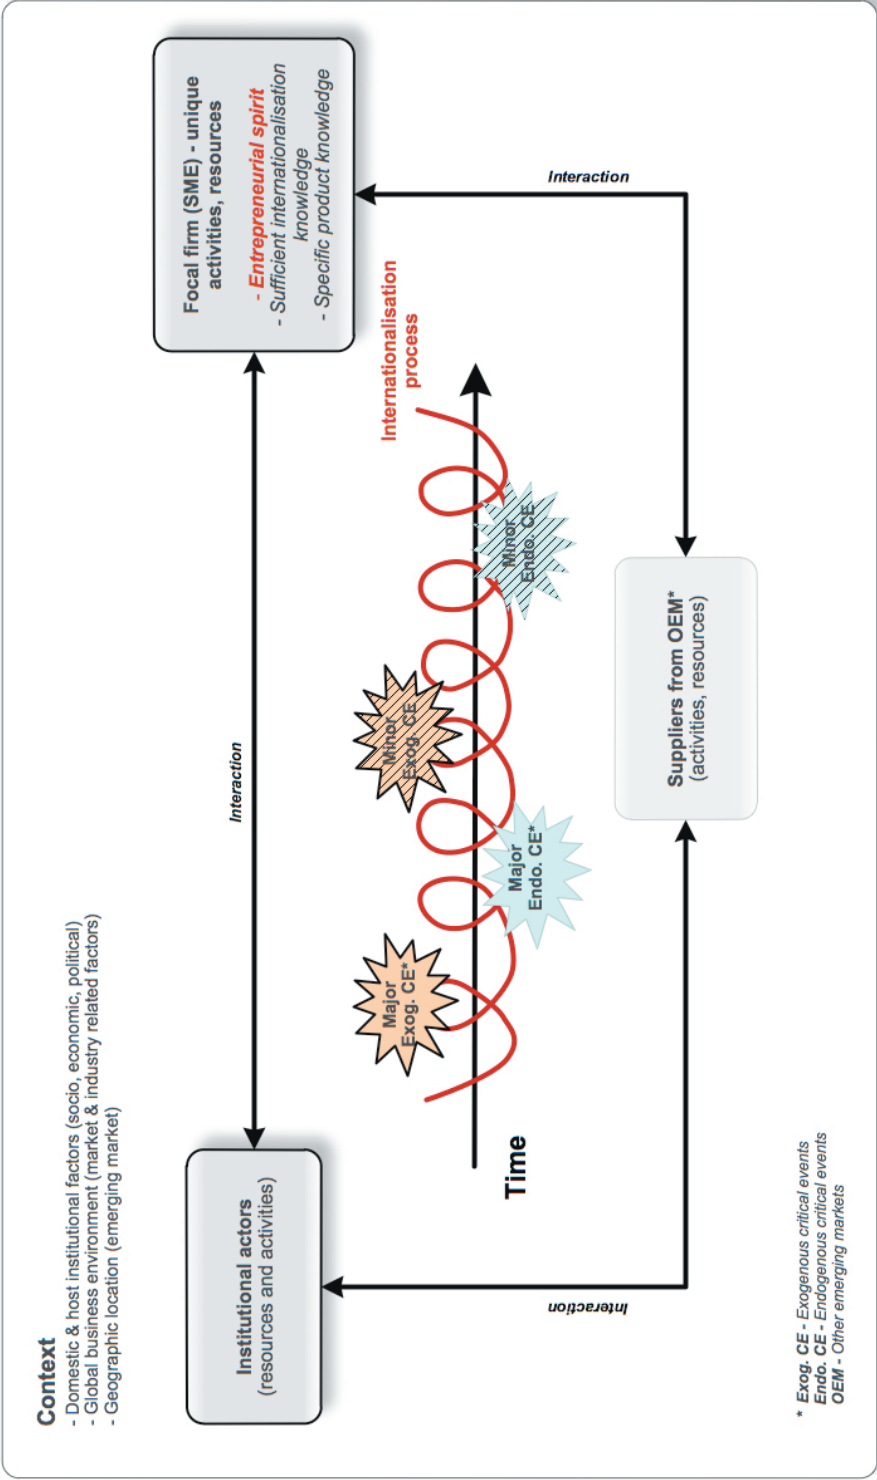 Context
- Domestic & host institutional factors (socio, economic, political)
- Global business environment (market & industry related factors)
- Geographic location (emerging market)
Institutional actors
(resources and activities)
Interaction
Focal firm (SME) - unique
activities, resources
- Entrepreneurial spirit
- Sufficient internationalisation
knowledge
- Specific product knowledge
Internationalisation
process
Major
Exog. CE*
Minor
Exog. CE
Major
Endo. CE*
Minor
Endo. CE
Time
Interaction
Interaction
Suppliers from OEM*
(activities, resources)
* Exog. CE - Exogenous critical events
Endo. CE - Endogenous critical events
OEM - Other emerging markets